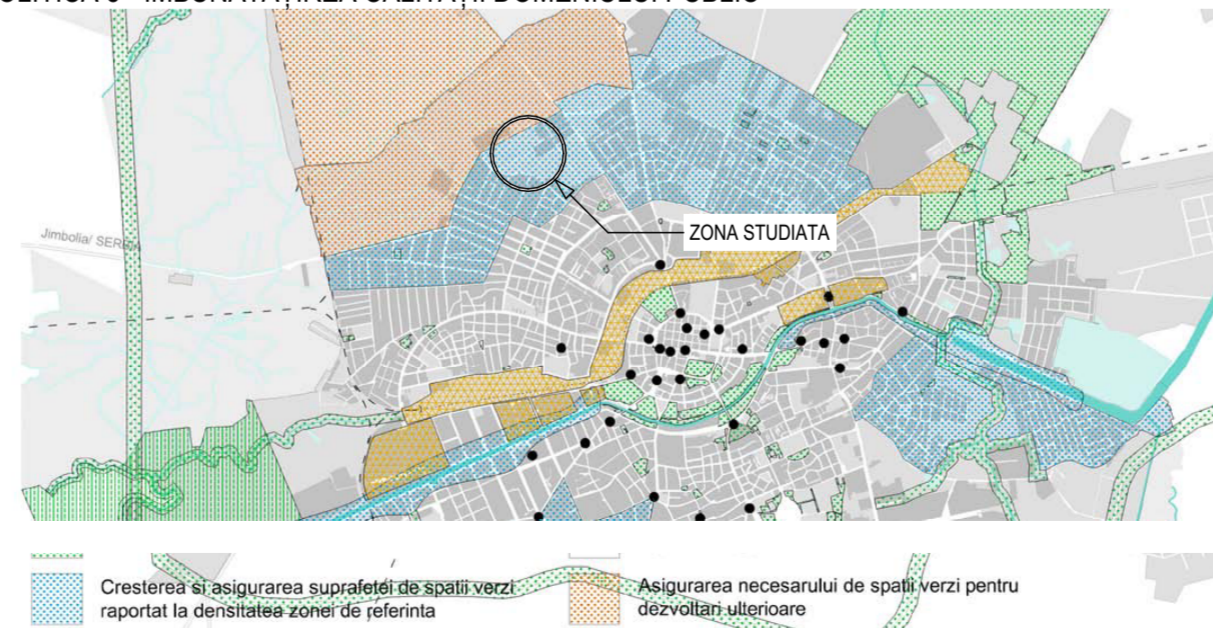 ZONA STUDIATA
Jimbolia/ SERBIA
Cresterea si asigurarea suprafetei de spatii verzi
raportat la densitatea zonei de referinta
Asigurarea necesarului de spatii verzi pentru
dezvoltari ulterioare